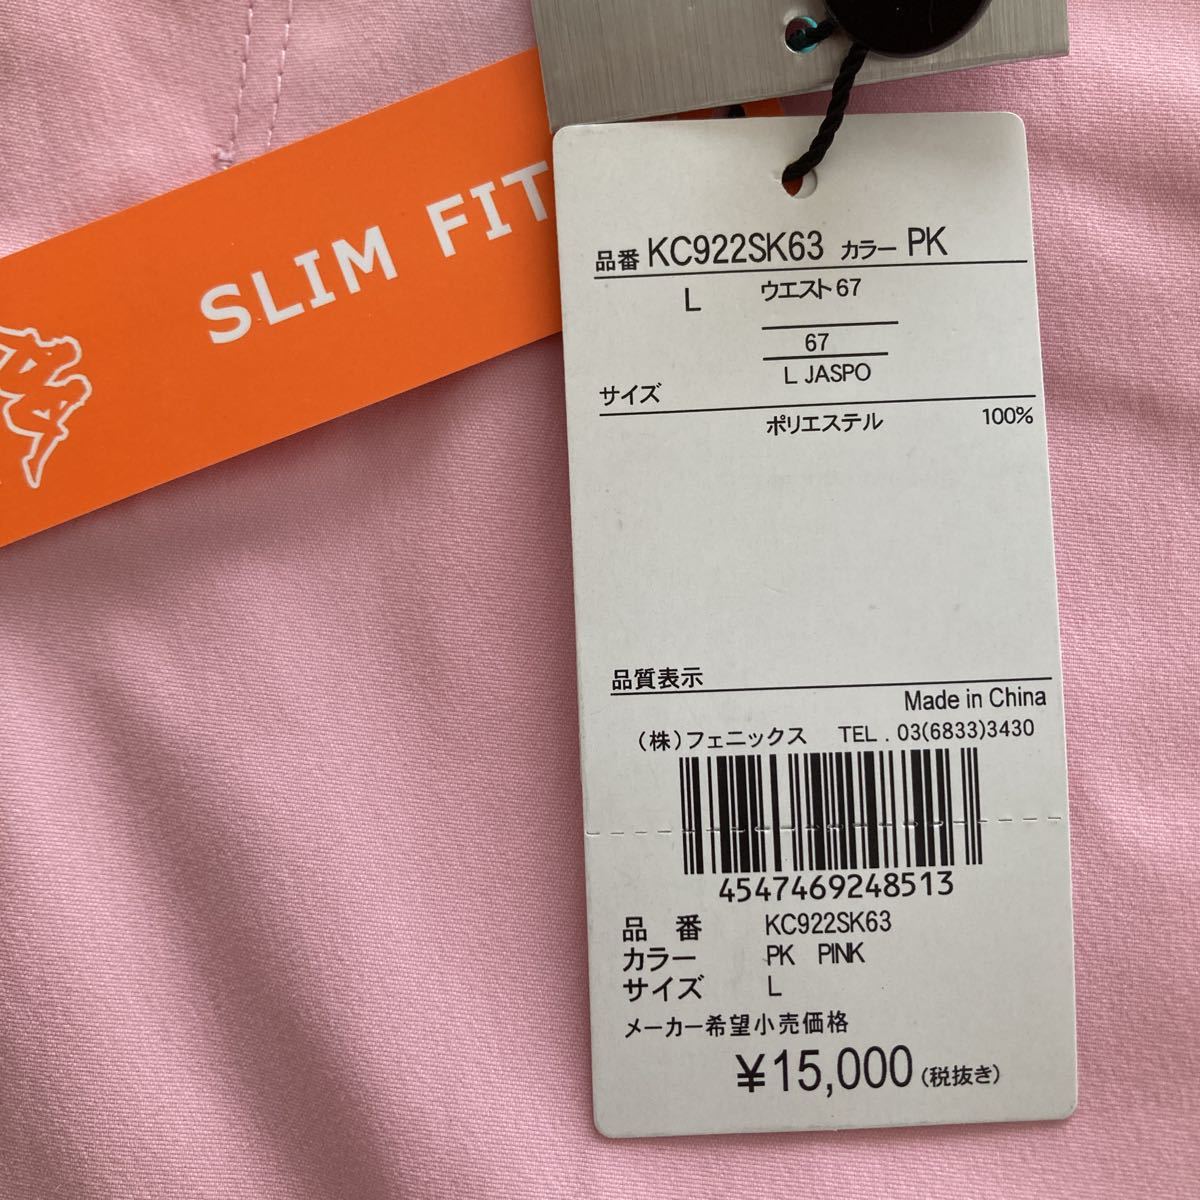 SLIM FIT
品番 KC922SK63 カラー PK
L ウエスト 67
67
L JASPO
サイズ
ポリエステル 100%
品質表示
Made in China
(株)フェニックス TEL . 03(6833)3430
4547469248513
品 番 KC922SK63
カラー PK PINK
サイズ L
メーカー希望小売価格
¥15,000(税抜き)